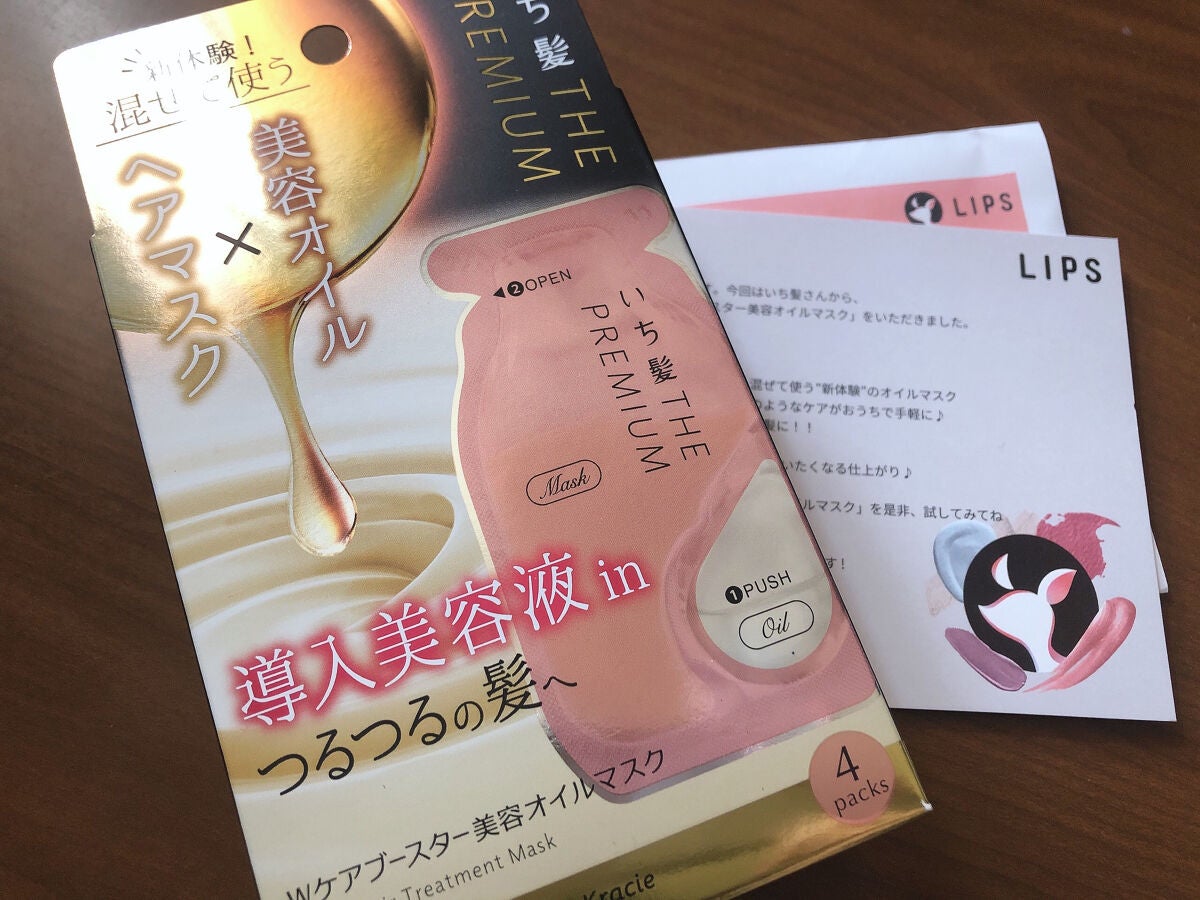 新体験！
混ぜて使う
美容オイル
×
ヘアマスク
いち髪 THE
PREMIUM
◀❷OPEN
いち髪 THE
PREMIUM
Mask
❶PUSH
Oil
導入美容液 in
つるつるの髪へ
4
packs
Wケアブースター美容オイルマスク
Treatment Mask
Kracie
LIPS
LIPS
。今回はいち髪さんから、
スター美容オイルマスク」をいただきました。
混ぜて使う"新体験"のオイルマスク
のようなケアがおうちで手軽に♪
髪に！！
いたくなる仕上がり♪
イルマスク」を是非、試してみてね
す！